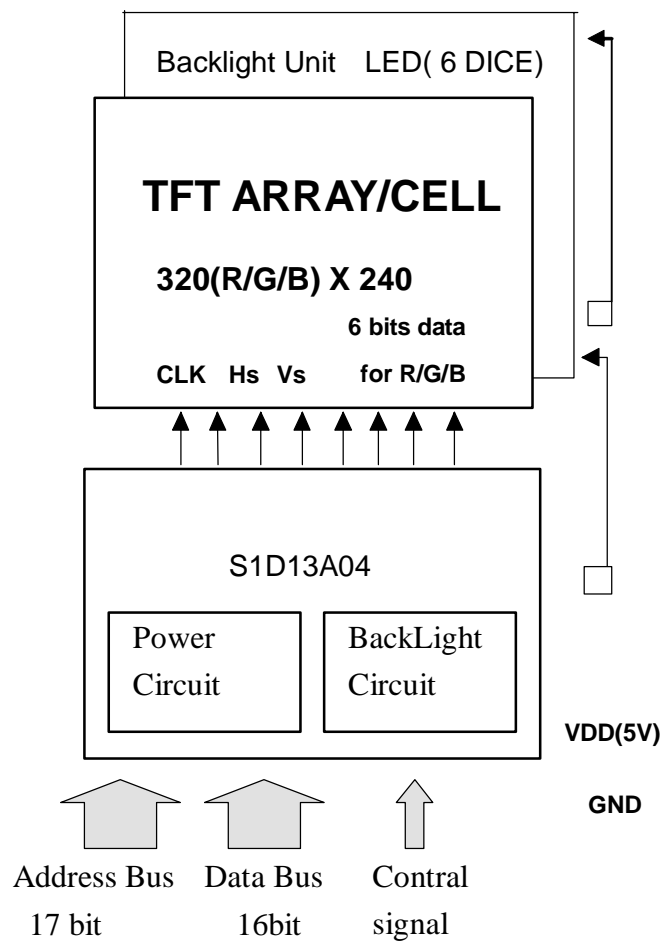 Backlight Unit LED( 6 DICE)
TFT ARRAY/CELL
320(R/G/B) X 240
6 bits data
CLK Hs Vs for R/G/B
S1D13A04
Power
Circuit
BackLight
Circuit
VDD(5V)
GND
Address Bus
17 bit
Data Bus
16bit
Contral
signal